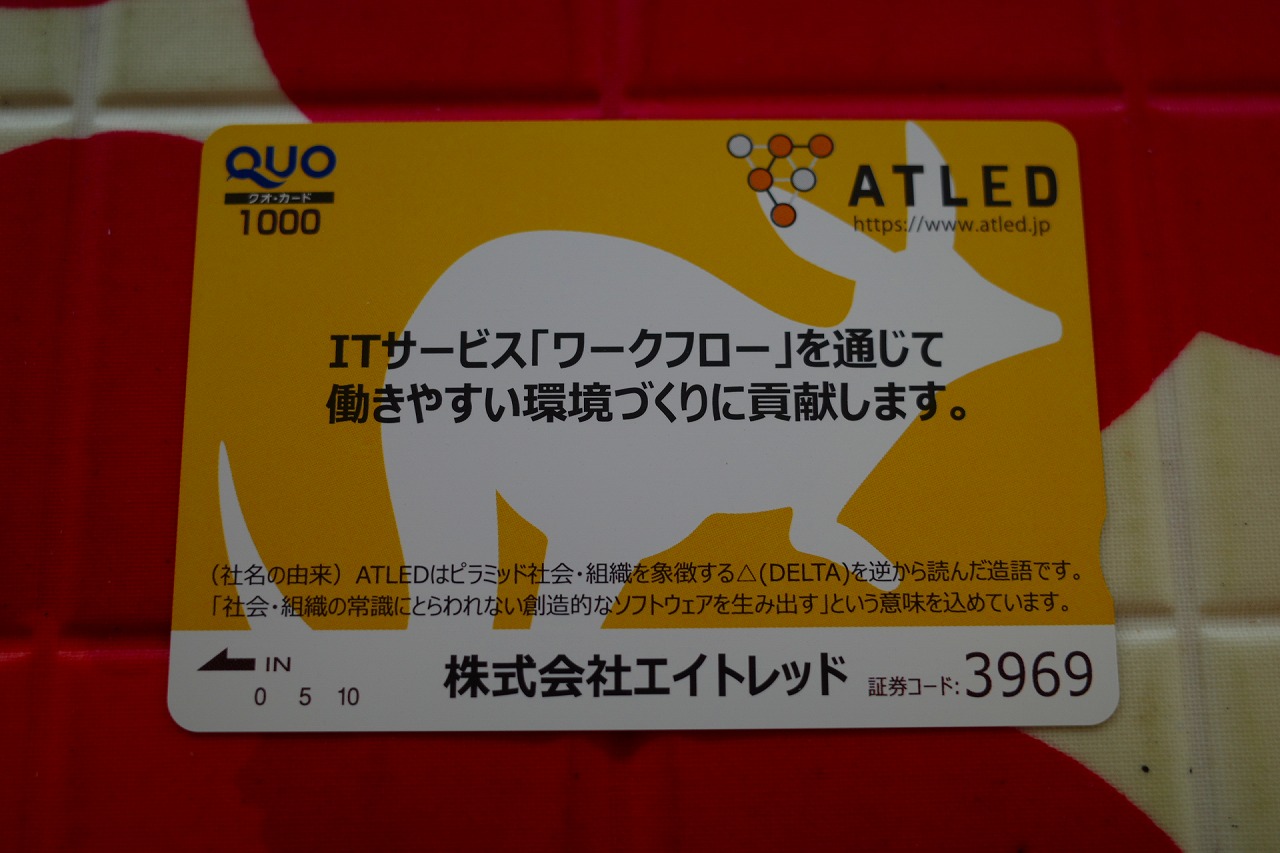 QUO
クオ・カード
1000
ATLED
https://www.atled.jp
ITサービス「ワークフロー」を通じて
働きやすい環境づくりに貢献します。
（社名の由来）ATLEDはピラミッド社会・組織を象徴する△(DELTA)を逆から読んだ造語です。
「社会・組織の常識にとらわれない創造的なソフトウェアを生み出す」という意味を込めています。
IN
0 5 10
株式会社エイトレッド 証券コード:3969